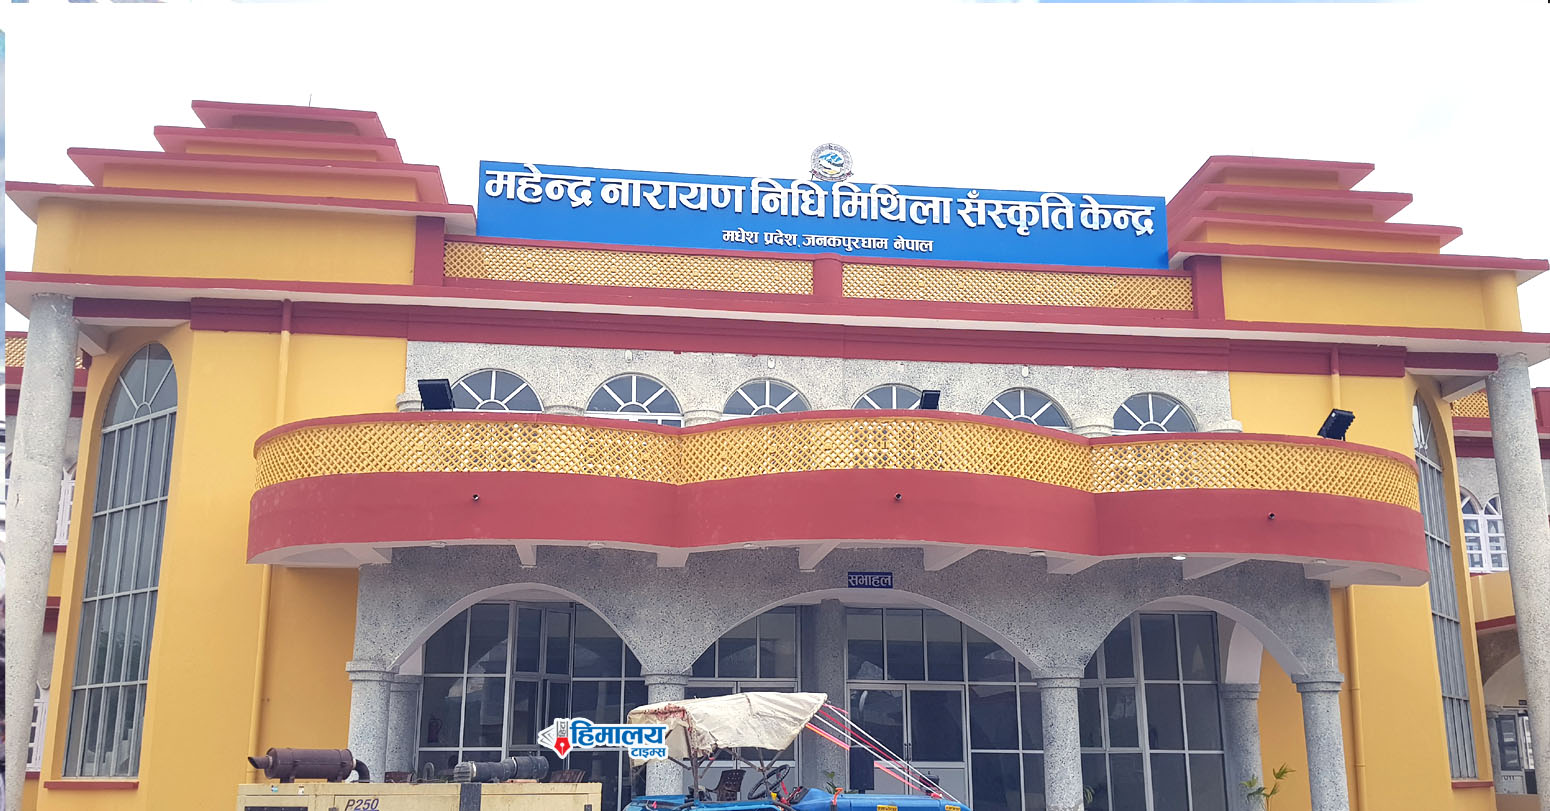 महेन्द्र नारायण निधि मिथिला सँस्कृति केन्द्र
मधेश प्रदेश, जनकपुरधाम नेपाल
सभाहल
हिमालय
टाइम्स
P250